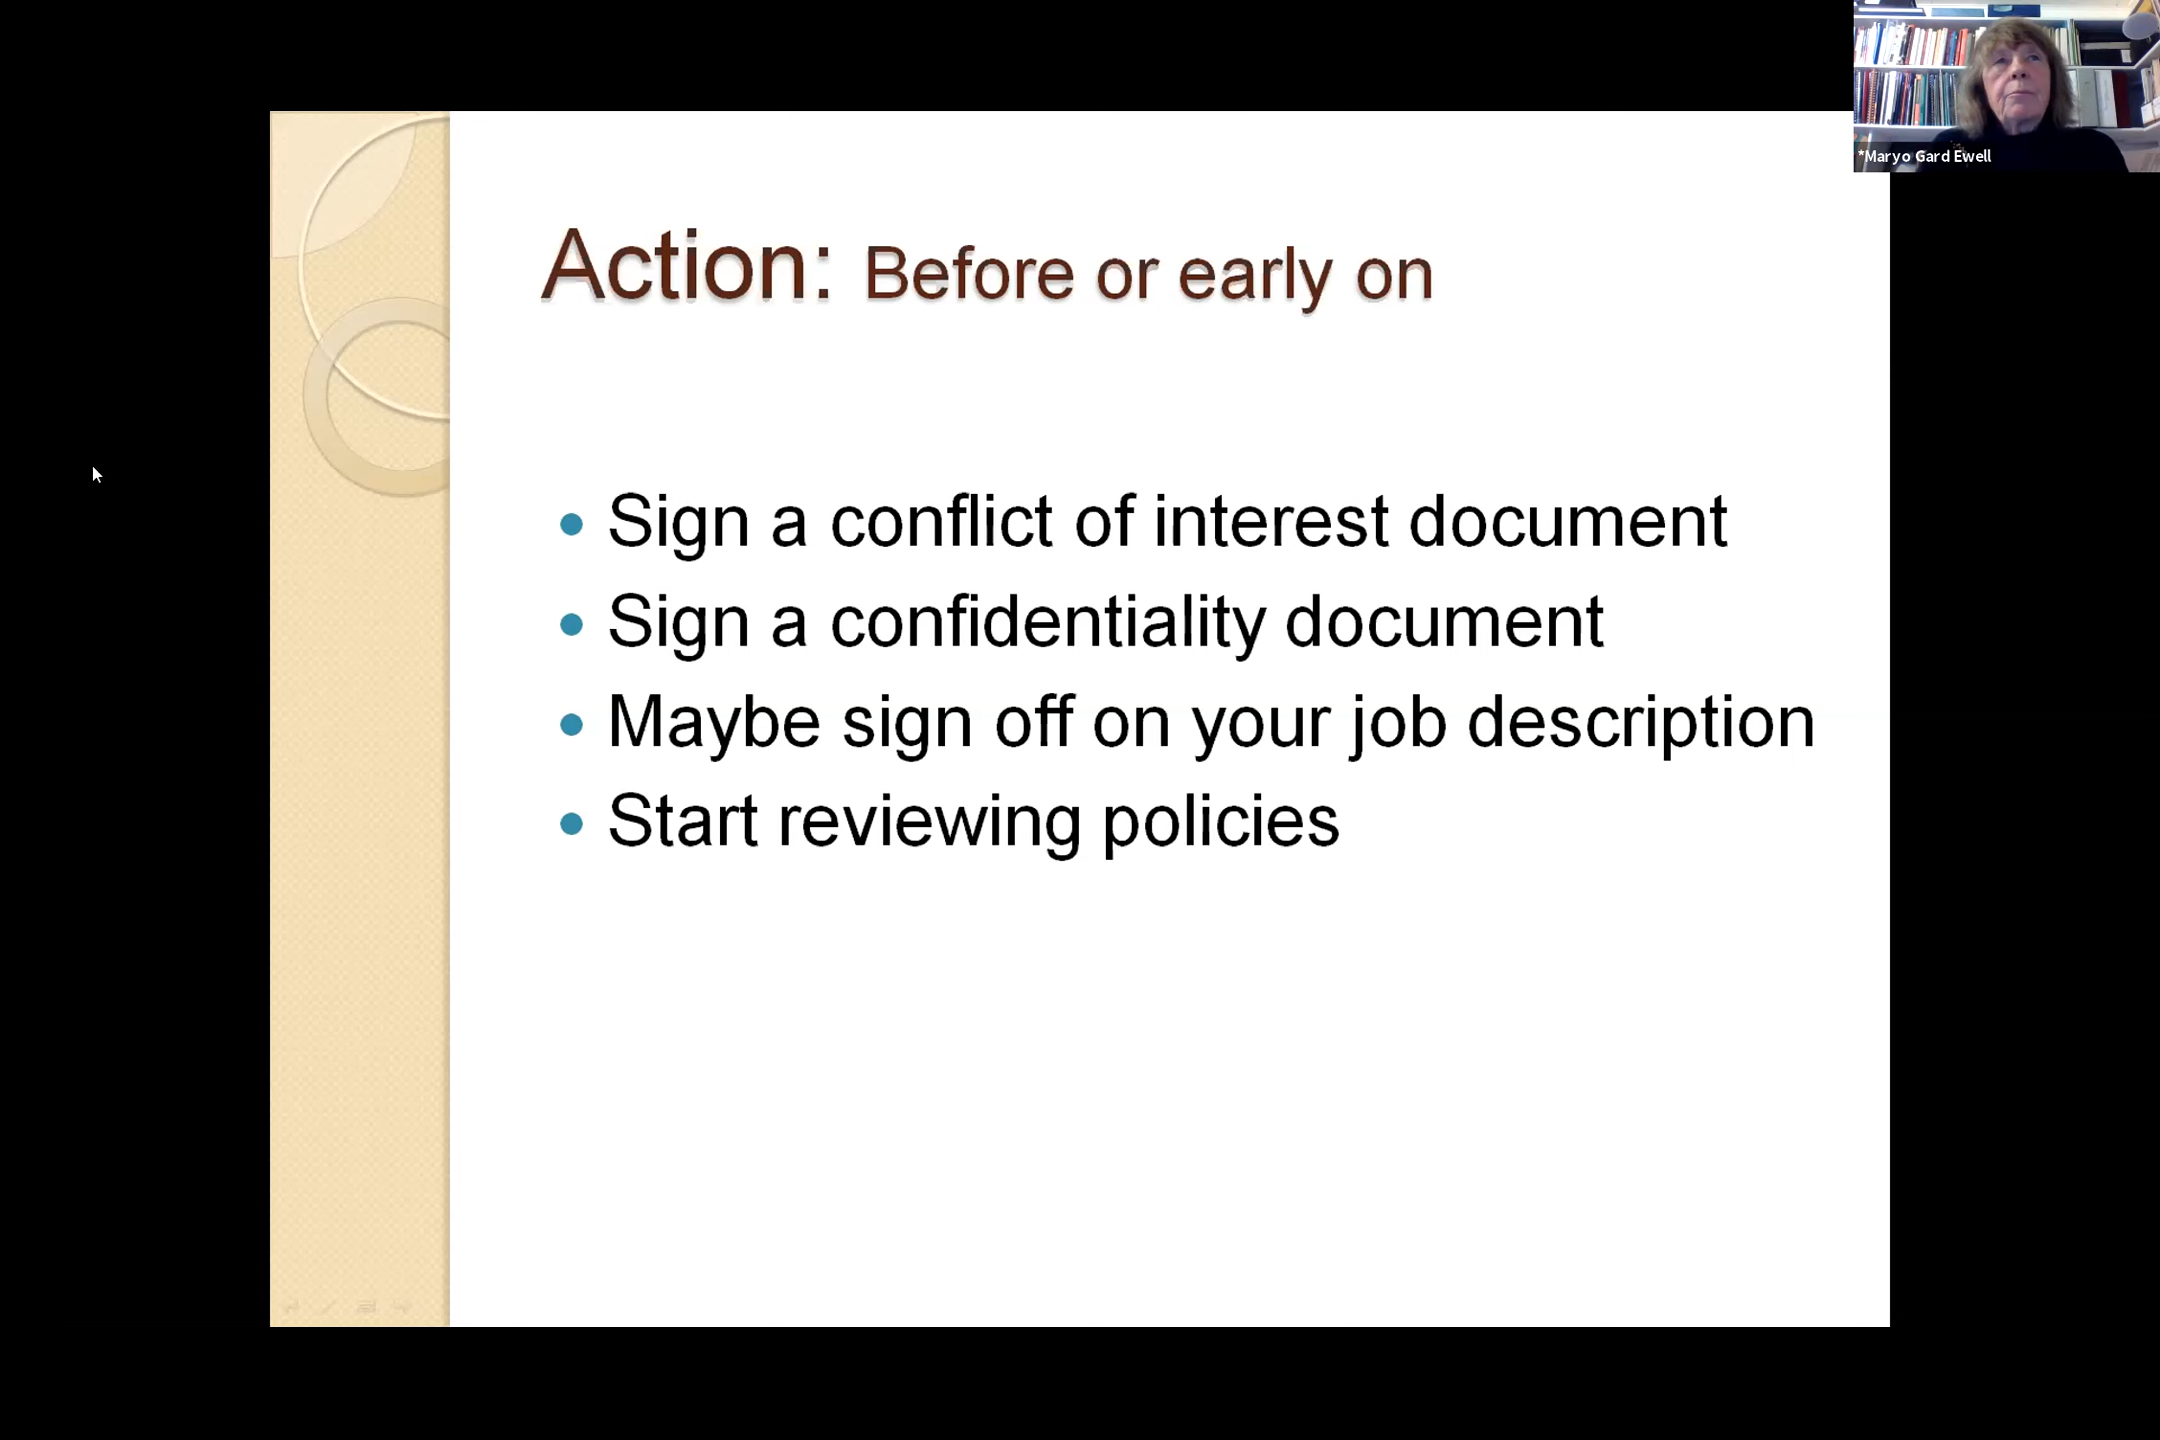 *Maryo Gard Ewell
Action: Before or early on
• Sign a conflict of interest document
• Sign a confidentiality document
• Maybe sign off on your job description
• Start reviewing policies